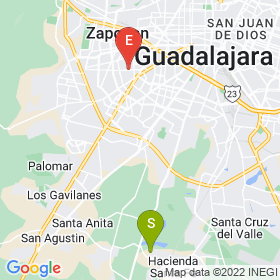 SAN JUAN
DE DIOS
Zapopan
E
Guadalajara
23
Palomar
Los Gavilanes
S
Santa Anita
San Agustin
Santa Cruz
del Valle
Hacienda
Sa
Google
Map data ©2022 INEGI